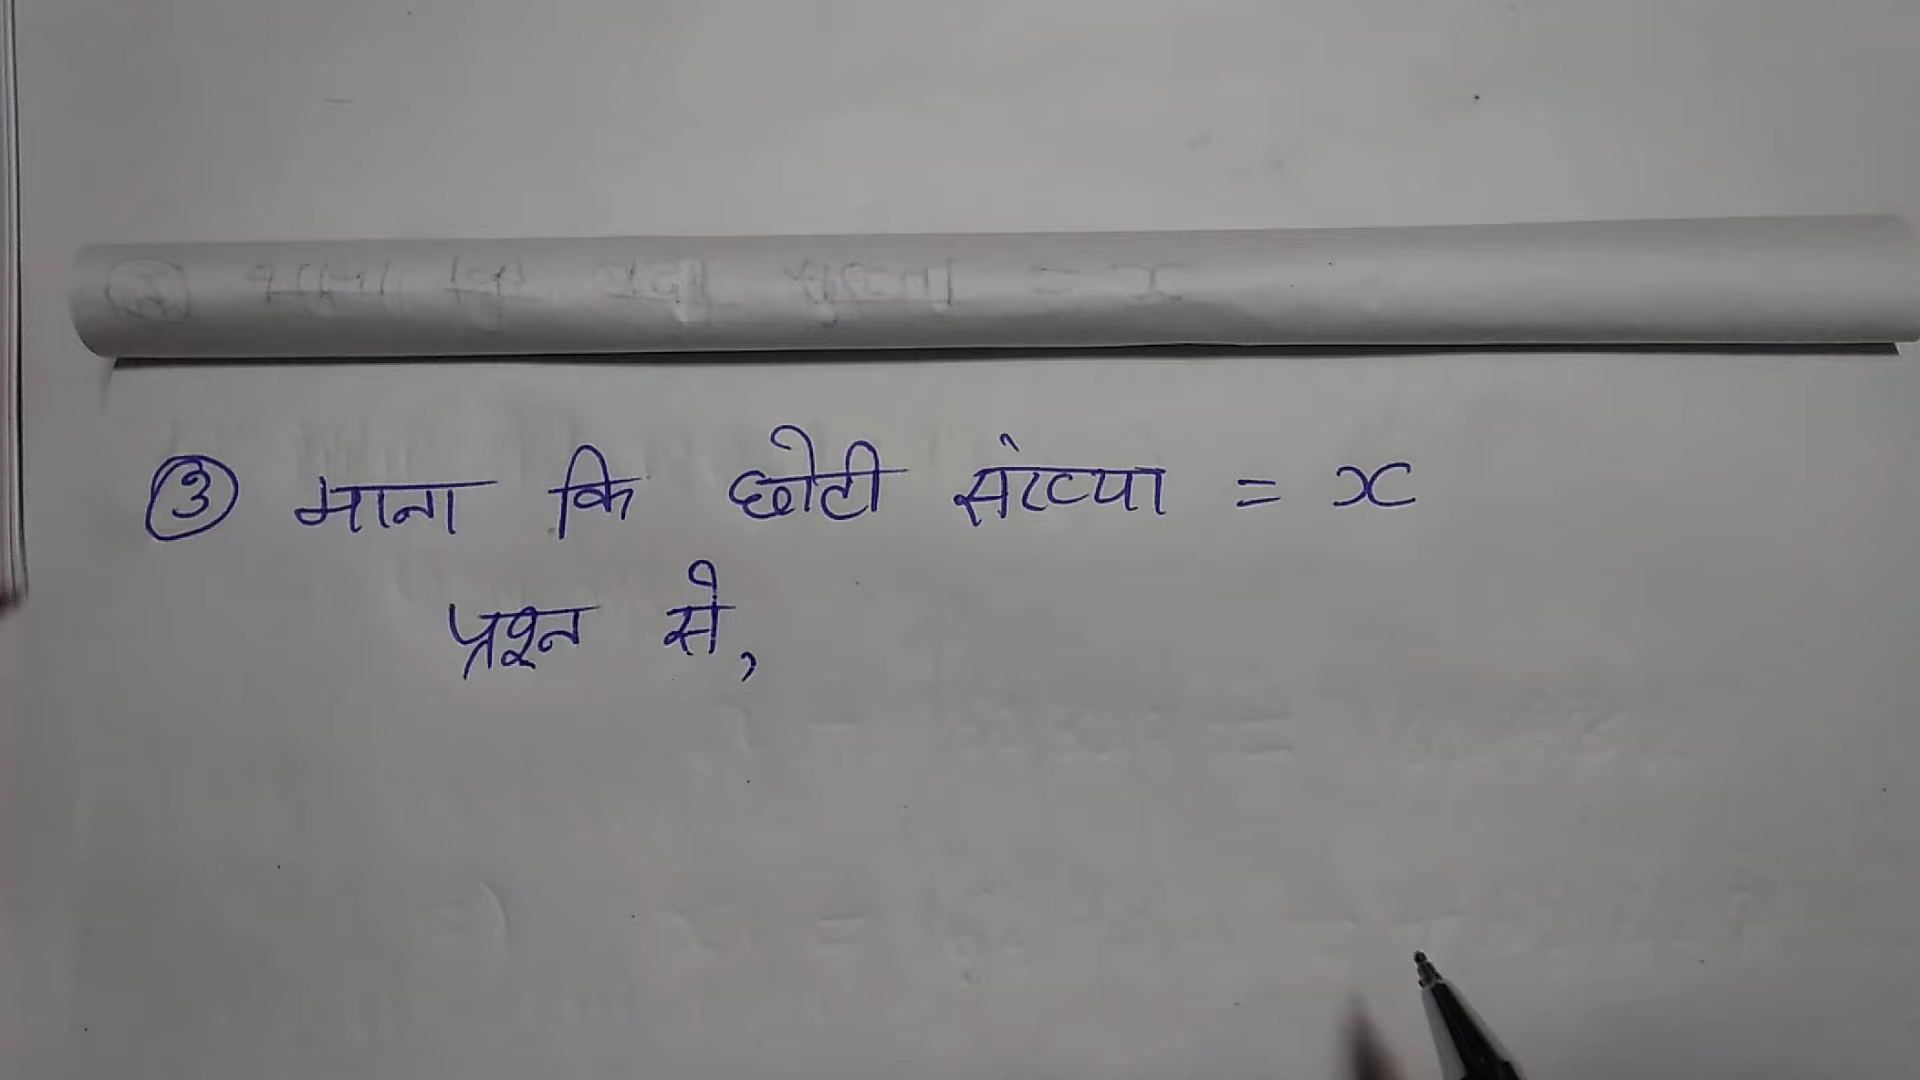 ③ माना कि छोटी संख्या = x
प्रश्न से,